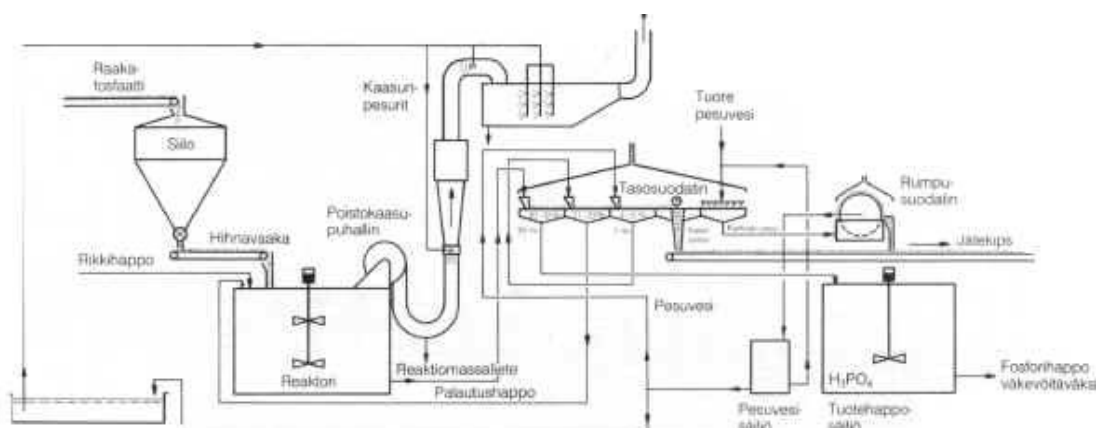 Raaka-
fosfaatti
Siilo
Hihnavaaka
Rikkihappo
Reaktori
Poistokaasu-
puhallin
Kaasun-
pesurit
Reaktiomassaliete
Palautushappo
Tuore
pesuvesi
Tasosuodatin
Rumpu-
suodatin
Jätekipsi
Pesuvesi
Pesuvesi-
säiliö
H₃PO₄
Tuotehappo-
säiliö
Fosforihappo
väkevöitäväksi